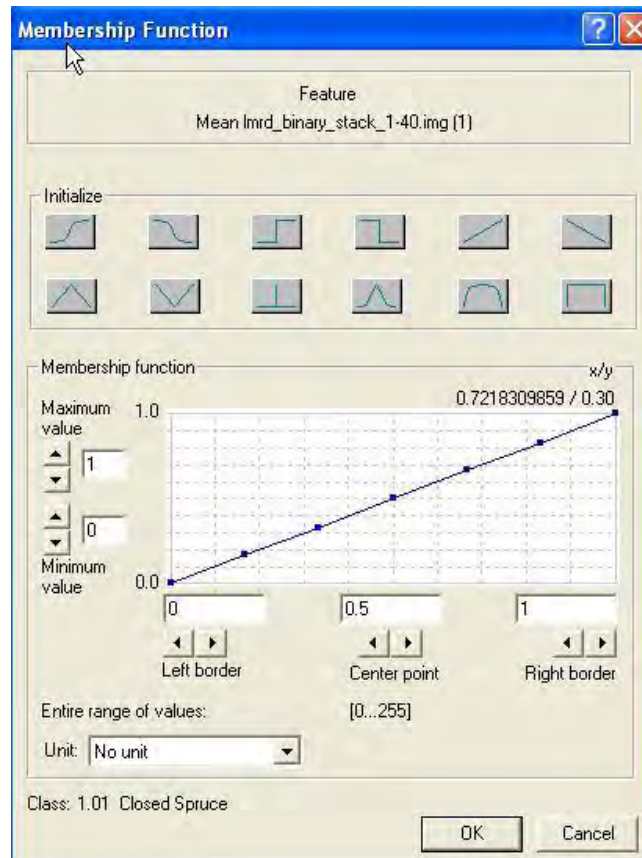 Membership Function
Feature
Mean lmrd_binary_stack_1-40.img (1)
Initialize
Membership function
x/y
0.7218309859 / 0.30
Maximum
value
1.0
1
0
Minimum
value
0.0
0
0.5
1
Left border
Center point
Right border
Entire range of values:
[0...255]
Unit:
No unit
Class: 1.01 Closed Spruce
OK
Cancel